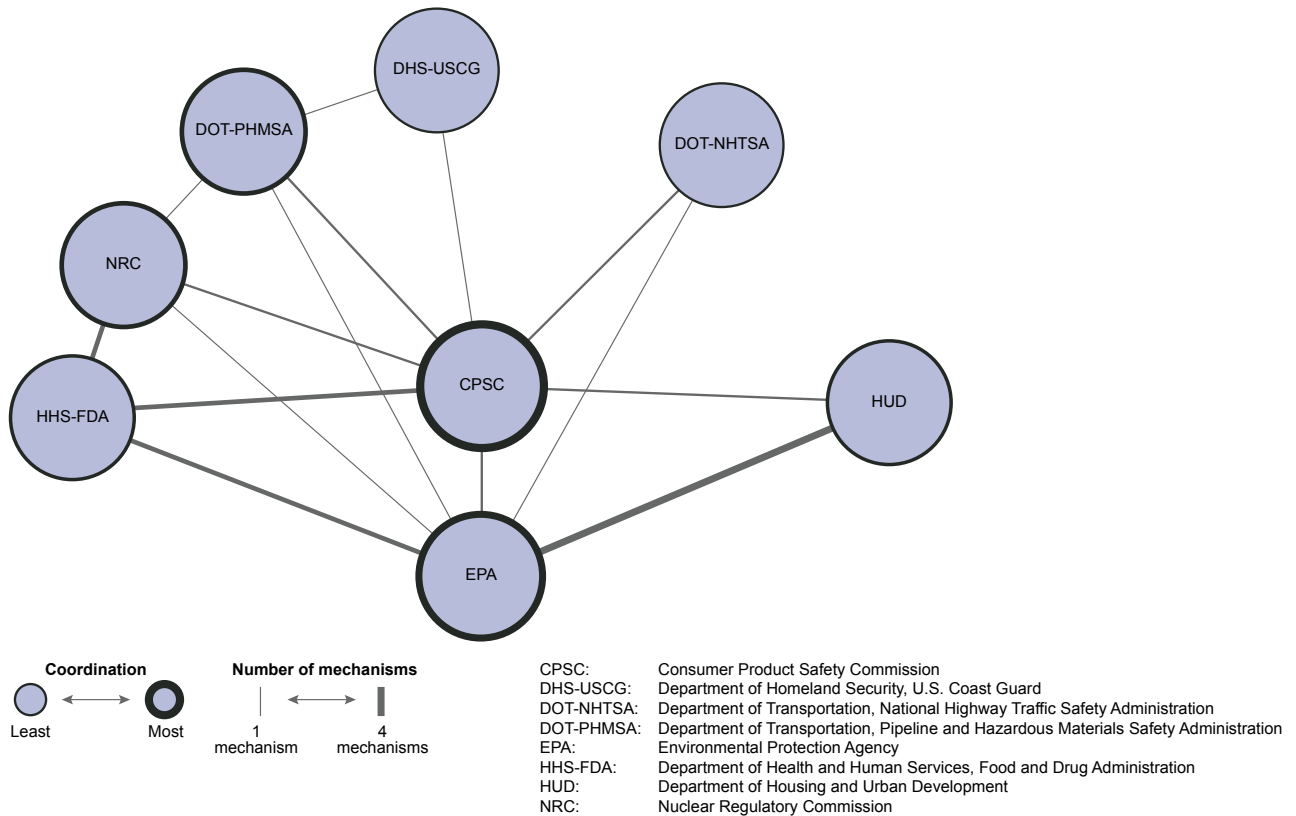 DHS-USCG
DOT-PHMSA
DOT-NHTSA
NRC
CPSC
HUD
HHS-FDA
EPA
Coordination
Least
Most
Number of mechanisms
1
mechanism
4
mechanisms
CPSC: Consumer Product Safety Commission
DHS-USCG: Department of Homeland Security, U.S. Coast Guard
DOT-NHTSA: Department of Transportation, National Highway Traffic Safety Administration
DOT-PHMSA: Department of Transportation, Pipeline and Hazardous Materials Safety Administration
EPA: Environmental Protection Agency
HHS-FDA: Department of Health and Human Services, Food and Drug Administration
HUD: Department of Housing and Urban Development
NRC: Nuclear Regulatory Commission